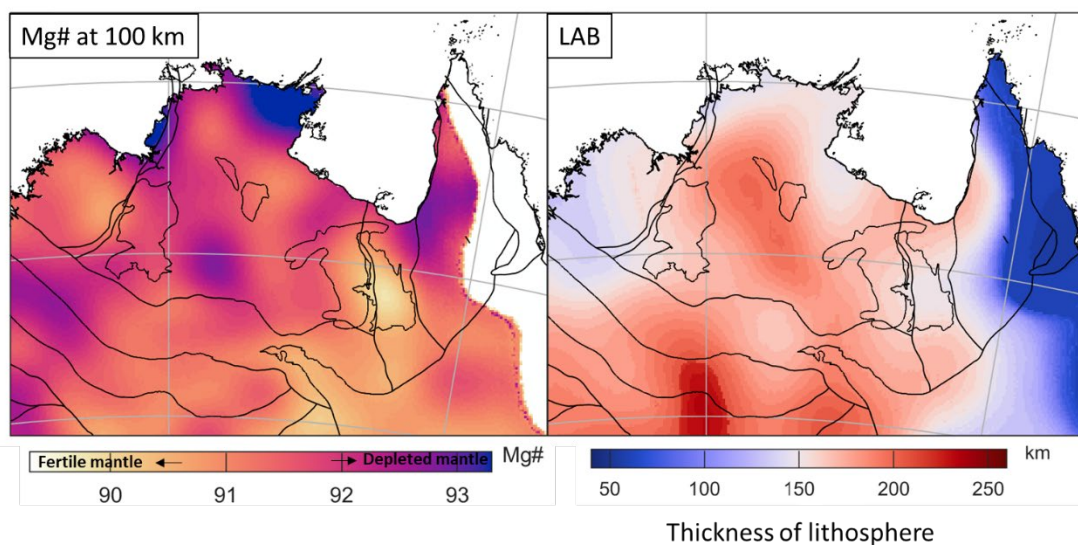 Mg# at 100 km
LAB
Fertile mantle
Depleted mantle
Mg#
90 91 92 93
km
50 100 150 200 250
Thickness of lithosphere